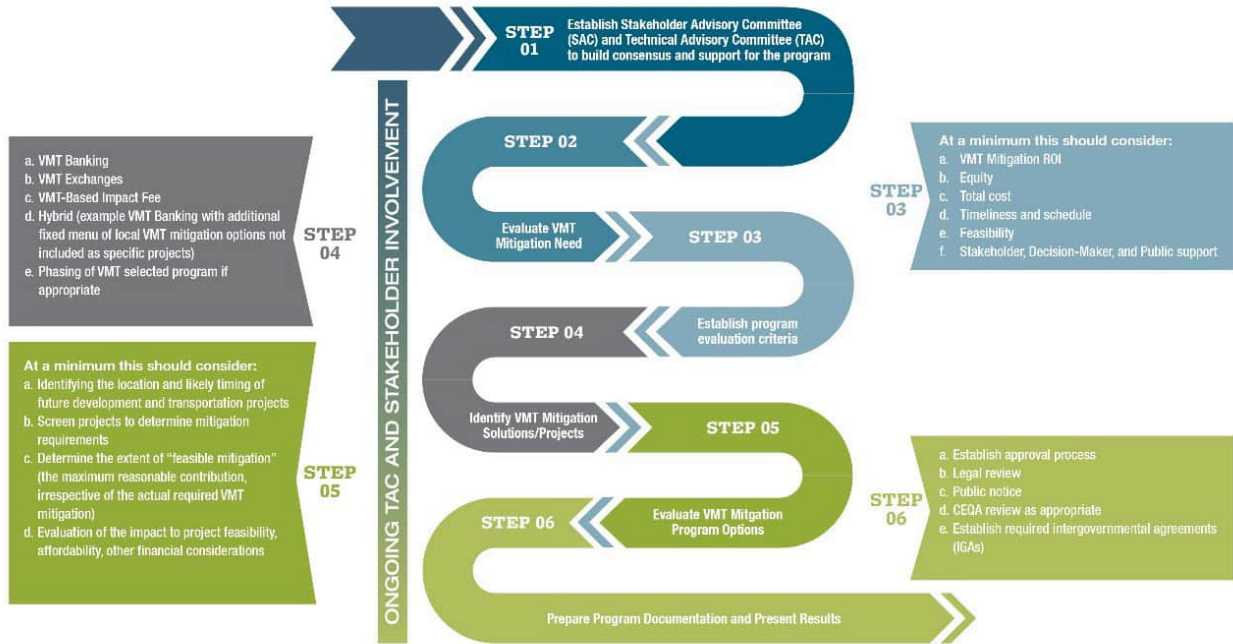 STEP
01
Establish Stakeholder Advisory Committee
(SAC) and Technical Advisory Committee (TAC)
to build consensus and support for the program
ONGOING TAC AND STAKEHOLDER INVOLVEMENT
STEP 02
Evaluate VMT
Mitigation Need
STEP 03
Establish program
evaluation criteria
At a minimum this should consider:
a. VMT Mitigation ROI
b. Equity
c. Total cost
d. Timeliness and schedule
e. Feasibility
f. Stakeholder, Decision-Maker, and Public support
STEP
03
a. VMT Banking
b. VMT Exchanges
c. VMT-Based Impact Fee
d. Hybrid (example VMT Banking with additional
fixed menu of local VMT mitigation options not
included as specific projects)
e. Phasing of VMT selected program if
appropriate
STEP
04
STEP 04
Identify VMT Mitigation
Solutions/Projects
At a minimum this should consider:
a. Identifying the location and likely timing of
future development and transportation projects
b. Screen projects to determine mitigation
requirements
c. Determine the extent of “feasible mitigation”
(the maximum reasonable contribution,
irrespective of the actual required VMT
mitigation)
d. Evaluation of the impact to project feasibility,
affordability, other financial considerations
STEP
05
STEP 05
Evaluate VMT Mitgation
Program Options
STEP 06
Prepare Program Documentation and Present Results
STEP
06
a. Establish approval process
b. Legal review
c. Public notice
d. CEQA review as appropriate
e. Establish required intergovernmental agreements
(IGAs)